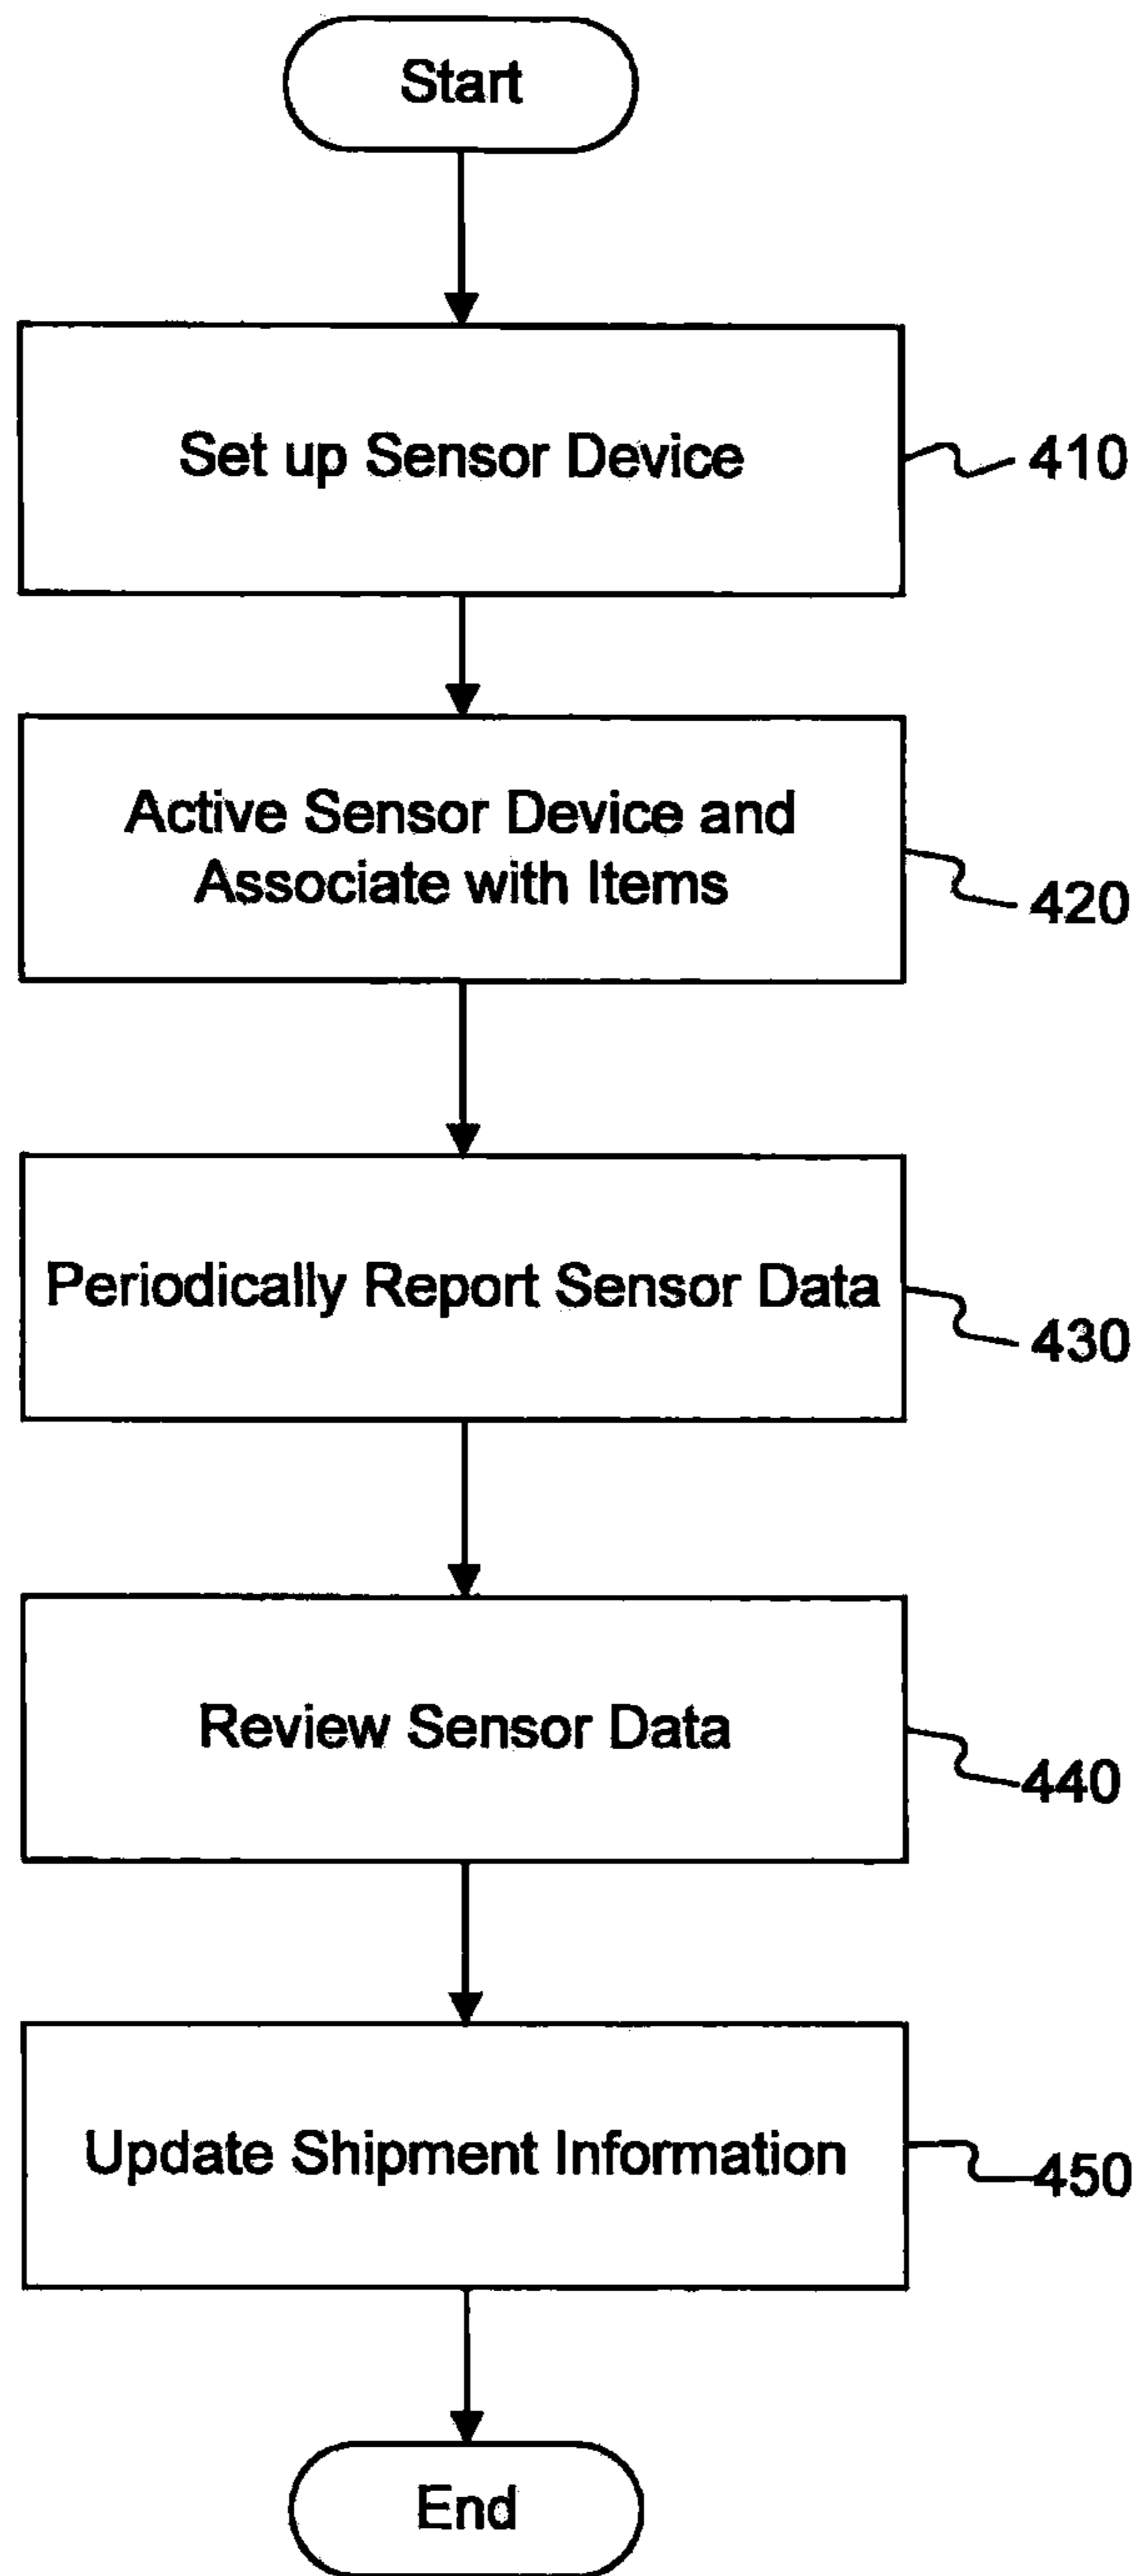 Start
Set up Sensor Device
410
Active Sensor Device and
Associate with Items
420
Periodically Report Sensor Data
430
Review Sensor Data
440
Update Shipment Information
450
End